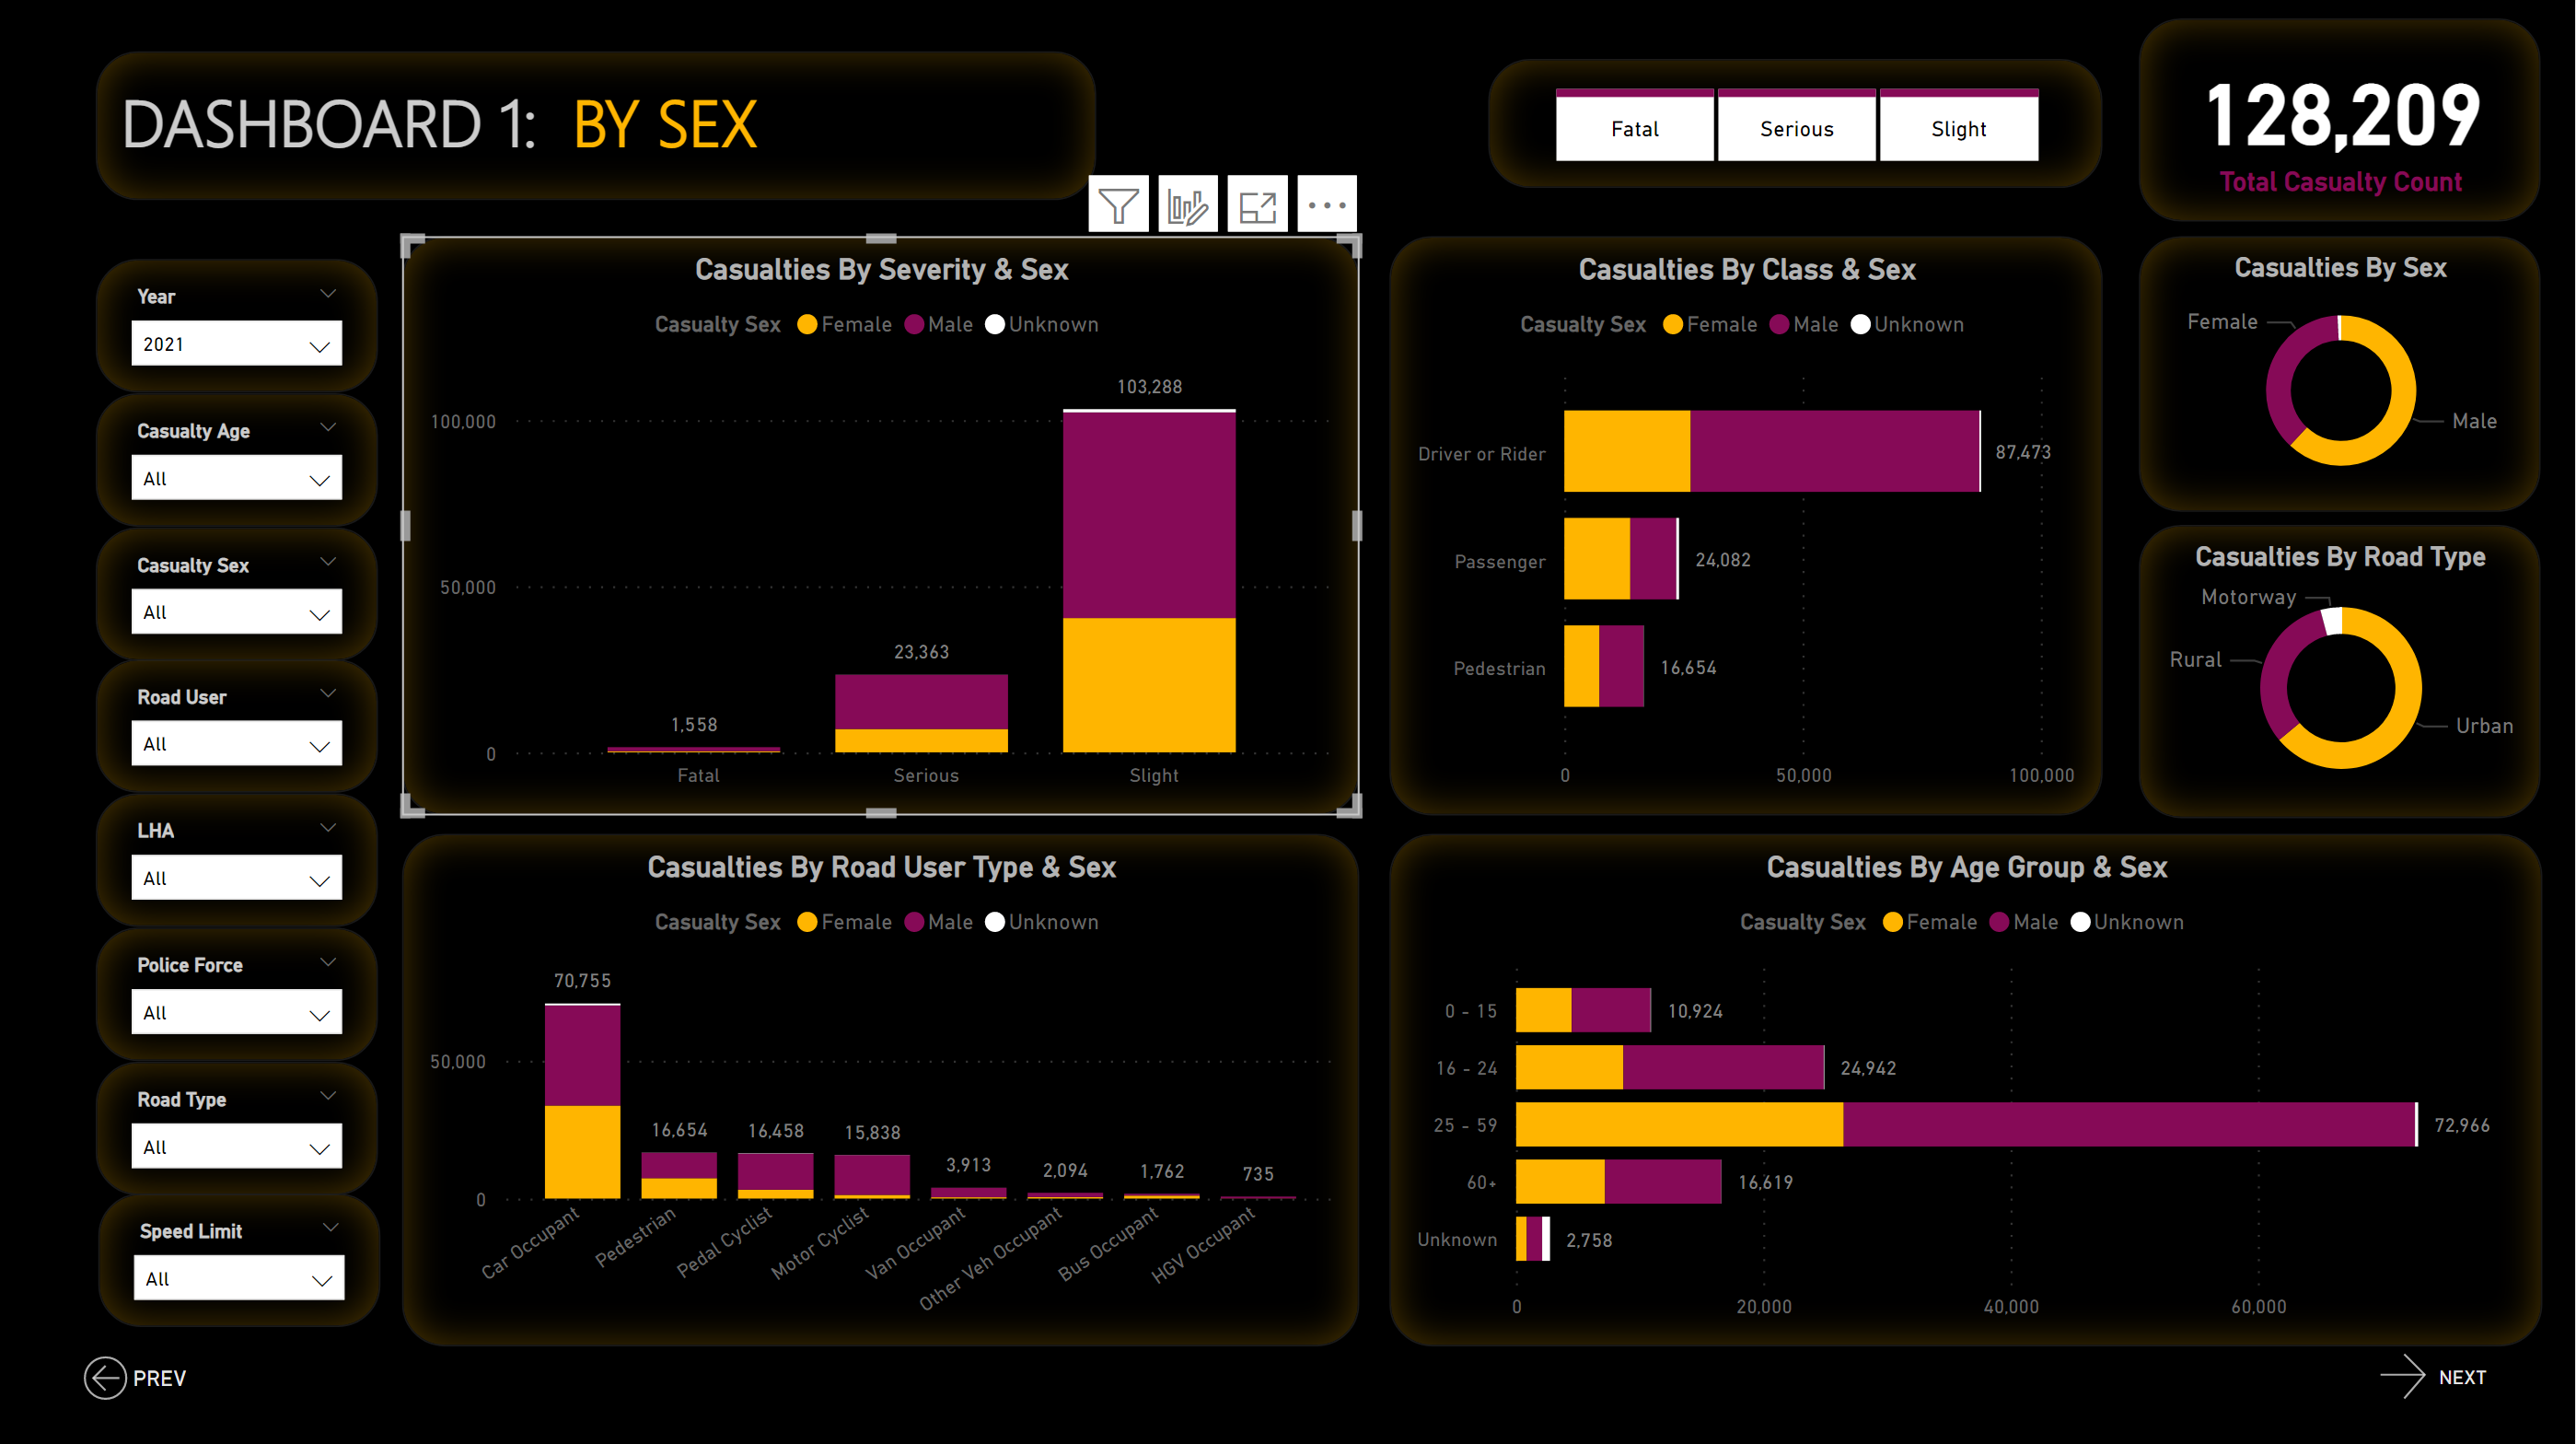 DASHBOARD 1: BY SEX
Fatal
Serious
Slight
128,209
Total Casualty Count
Year
2021
Casualty Age
All
Casualty Sex
All
Road User
All
LHA
All
Police Force
All
Road Type
All
Speed Limit
All
Casualties By Severity & Sex
Casualty Sex Female Male Unknown
100,000
50,000
0
103,288
23,363
1,558
Fatal
Serious
Slight
Casualties By Class & Sex
Casualty Sex Female Male Unknown
Driver or Rider
87,473
Passenger
24,082
Pedestrian
16,654
0
50,000
100,000
Casualties By Sex
Female
Male
Casualties By Road Type
Motorway
Rural
Urban
Casualties By Road User Type & Sex
Casualty Sex Female Male Unknown
50,000
0
70,755
16,654
16,458
15,838
3,913
2,094
1,762
735
Car Occupant
Pedestrian
Pedal Cyclist
Motor Cyclist
Van Occupant
Other Veh Occupant
Bus Occupant
HGV Occupant
Casualties By Age Group & Sex
Casualty Sex Female Male Unknown
0 - 15
10,924
16 - 24
24,942
25 - 59
72,966
60+
16,619
Unknown
2,758
0
20,000
40,000
60,000
PREV
NEXT